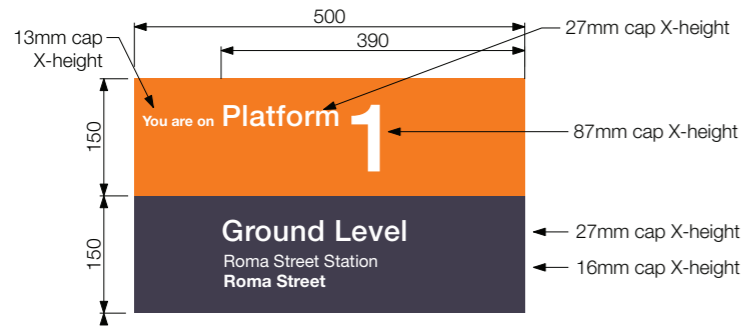 500
390
27mm cap X-height
13mm cap
X-height
You are on Platform 1
87mm cap X-height
150
150
Ground Level
27mm cap X-height
Roma Street Station
16mm cap X-height
Roma Street